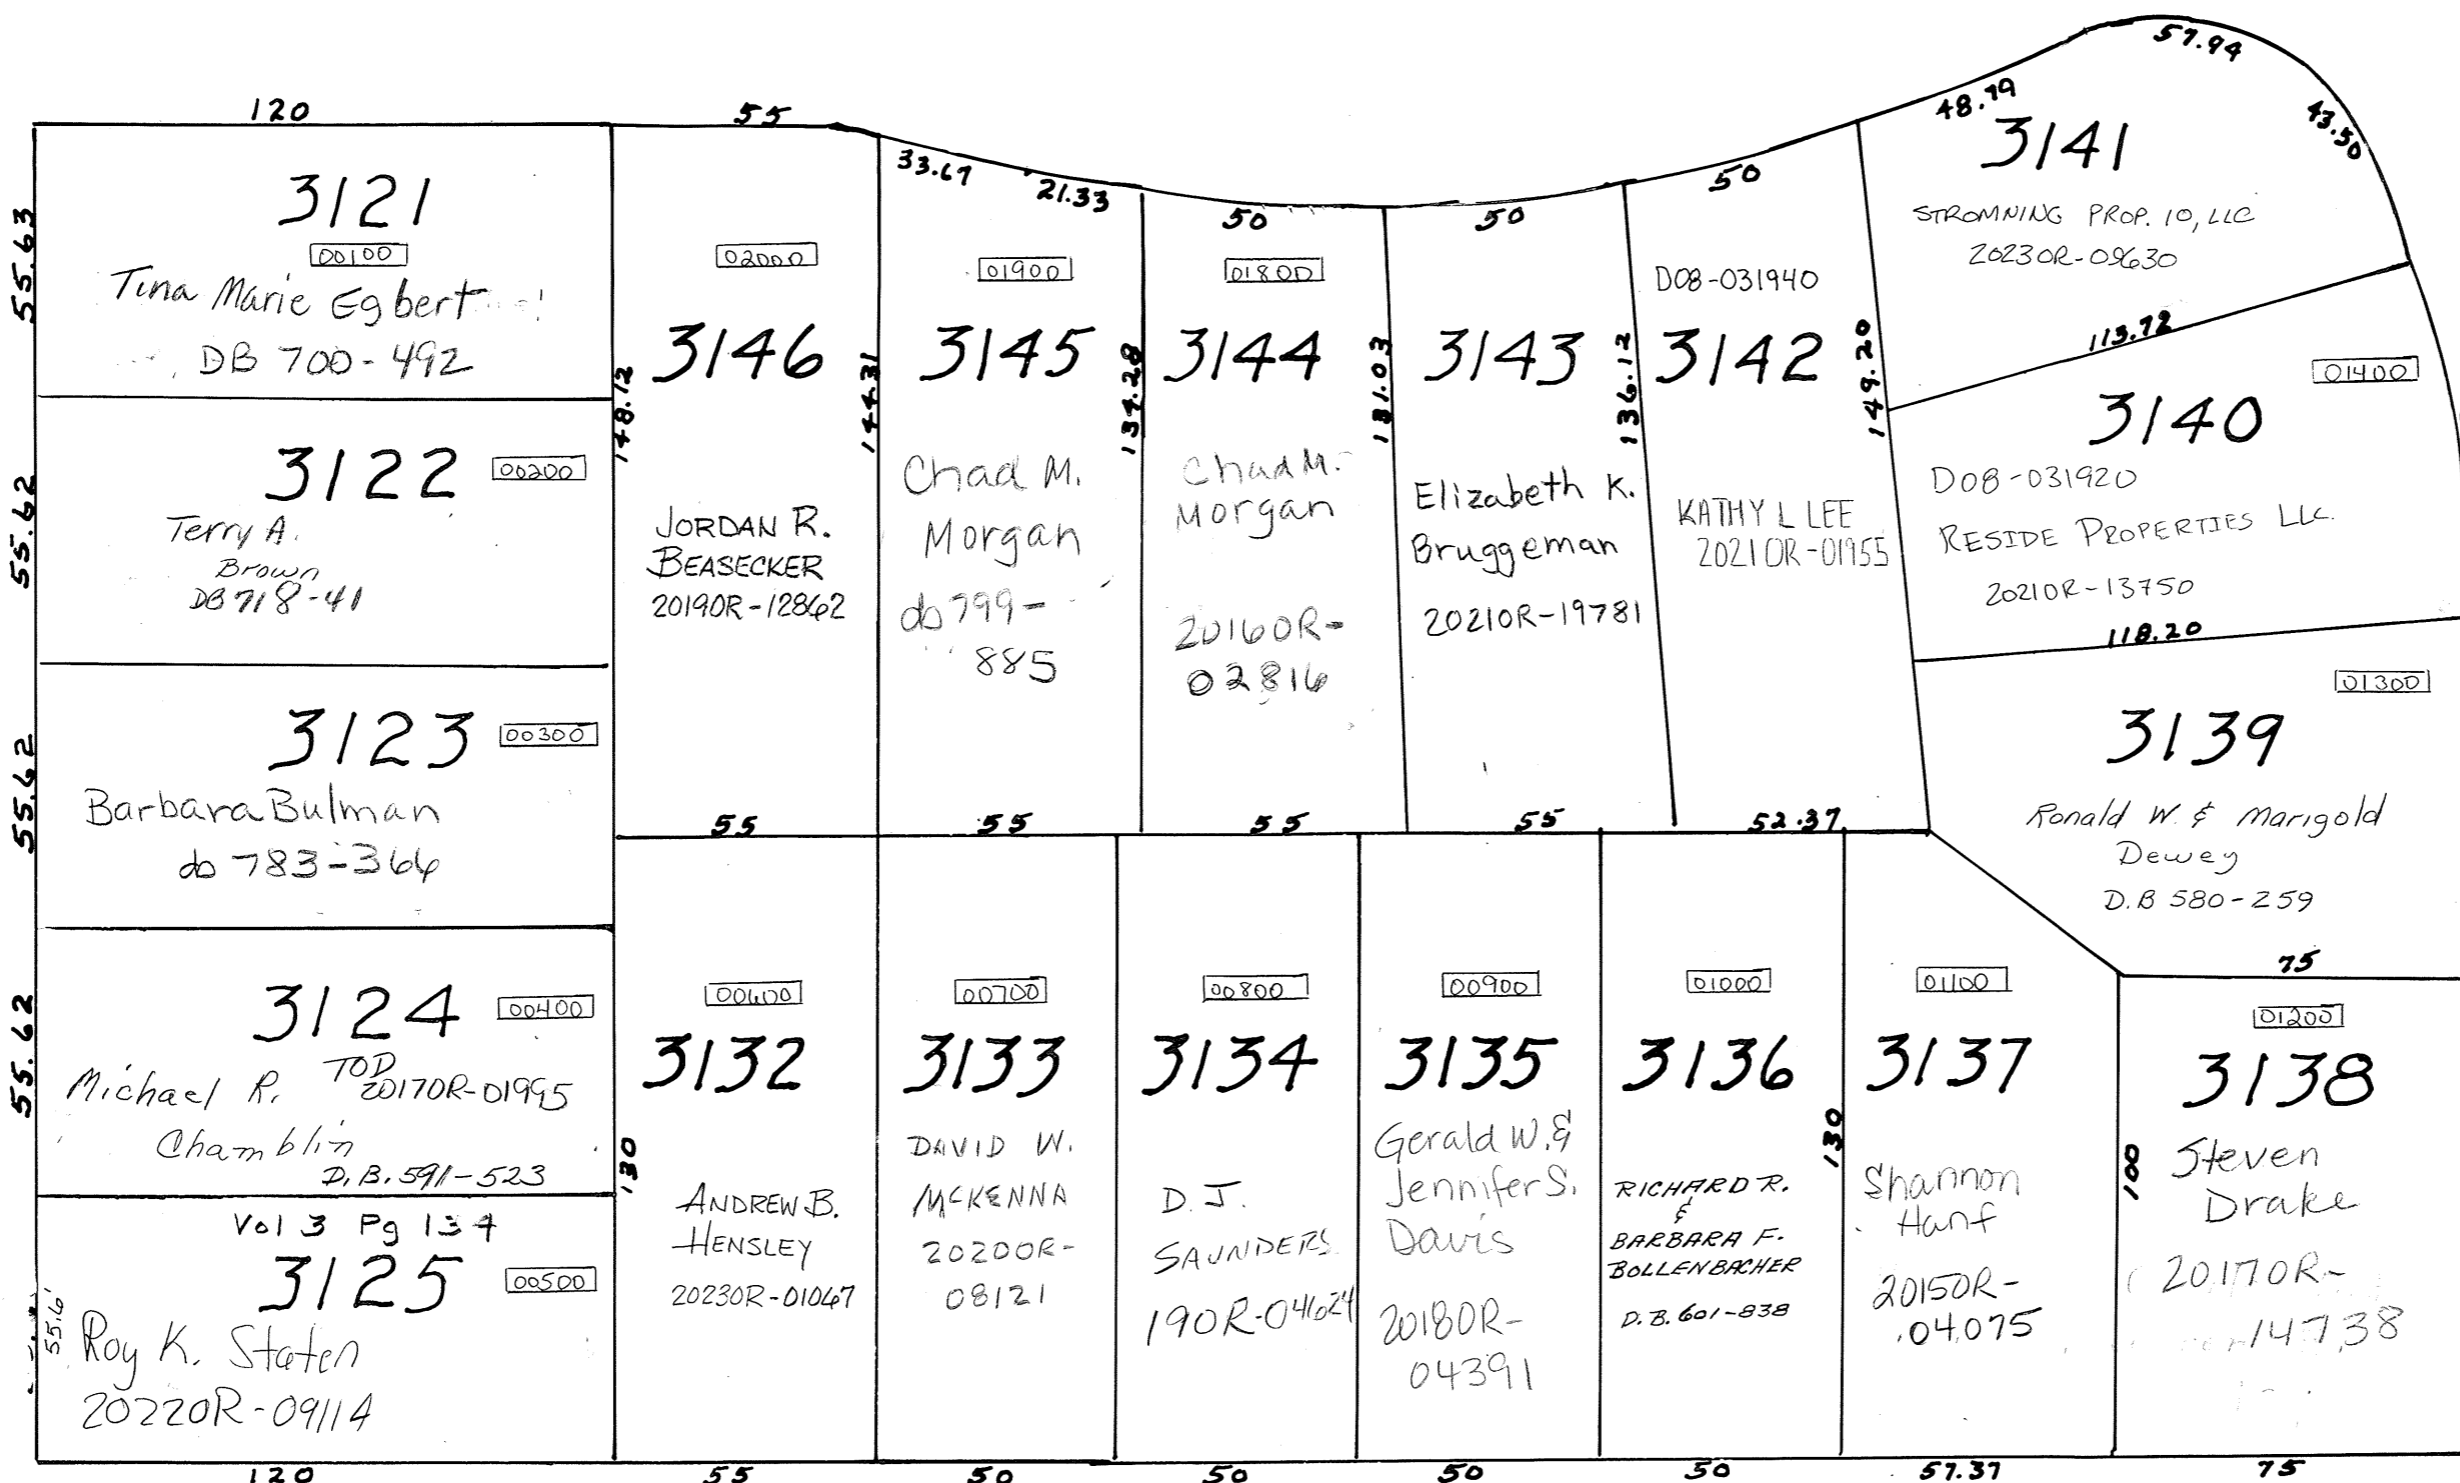 120
55.63
3121
00100
Tina Marie Egbert
DB 700-492
55.62
3122
00200
Terry A.
Brown
DB 718-41
55.62
3123
00300
Barbara Bulman
db 783-366
55.62
3124
00400
TOD
Michael R.
20170R-01995
Chamblin
D.B. 591-523
Vol 3 Pg 134
3125
00500
55.6'
Roy K. Staten
20220R-09114
120
55
02000
3146
148.12
JORDAN R.
BEASECKER
20190R-12862
55
33.67
21.33
01900
3145
144.31
Chad M.
Morgan
db 799-
885
55
50
01800
3144
134.28
Chad M.
Morgan
20160R-
02816
55
50
3143
131.03
Elizabeth K.
Bruggeman
20210R-19781
55
50
D08-031940
3142
136.12
KATHY L LEE
20210R-01955
52.37
149.20
57.94
48.79
43.50
3141
STROMNING PROP. 10, LLC
20230R-09630
113.72
01400
3140
D08-031920
RESIDE PROPERTIES LLC.
20210R-13750
118.20
01300
3139
Ronald W. & Marigold
Dewey
D.B 580-259
75
00600
3132
130
ANDREW B.
HENSLEY
20230R-01067
55
00700
3133
DAVID W.
MCKENNA
20200R-
08121
50
00800
3134
D. J.
SAUNDERS
190R-04624
50
00900
3135
Gerald W. &
Jennifer S.
Davis
20180R-
04391
50
01000
3136
RICHARD R.
&
BARBARA F.
BOLLENBACHER
D.B. 601-838
50
01100
3137
130
Shannon
Hanf
20150R-
04075
57.37
01200
3138
100
Steven
Drake
20170R-
14738
75